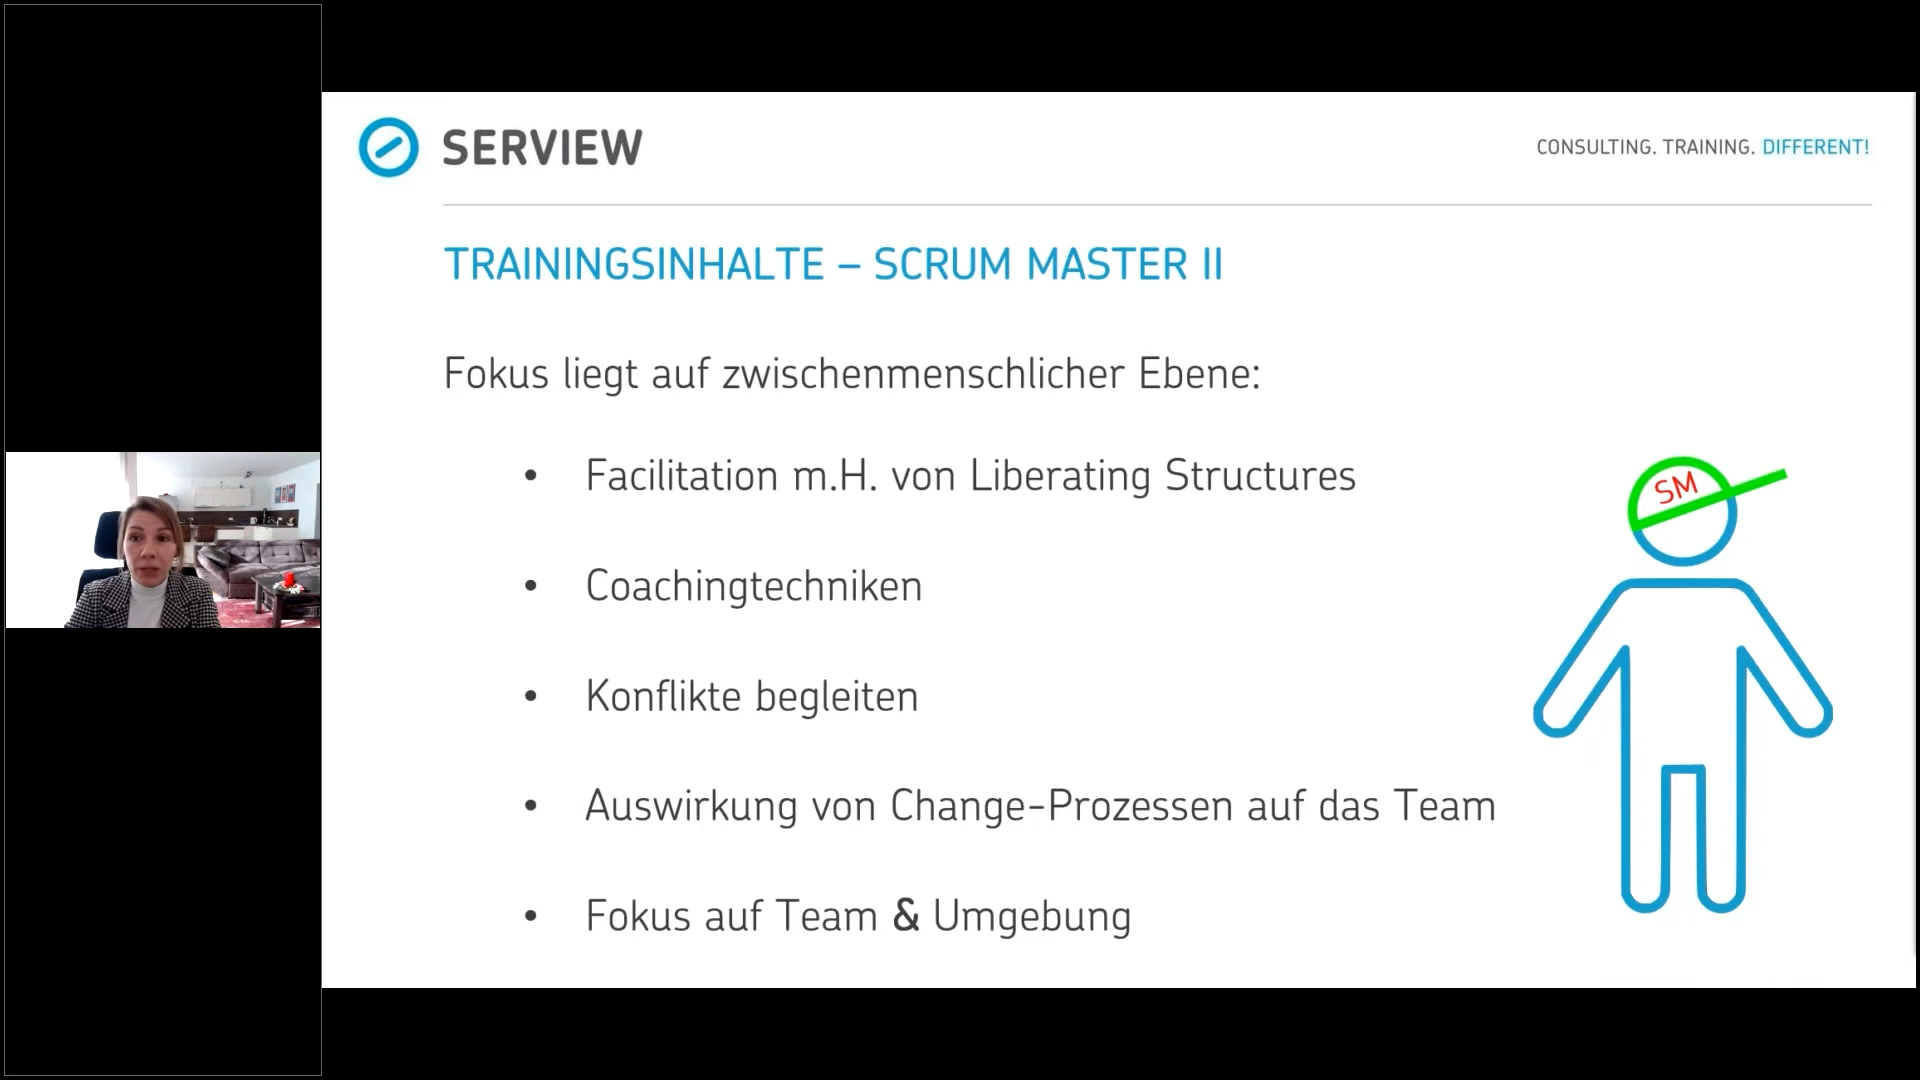 SERVIEW
CONSULTING. TRAINING. DIFFERENT!
TRAININGSINHALTE – SCRUM MASTER II
Fokus liegt auf zwischenmenschlicher Ebene:
• Facilitation m.H. von Liberating Structures
• Coachingtechniken
• Konflikte begleiten
• Auswirkung von Change-Prozessen auf das Team
• Fokus auf Team & Umgebung
SM